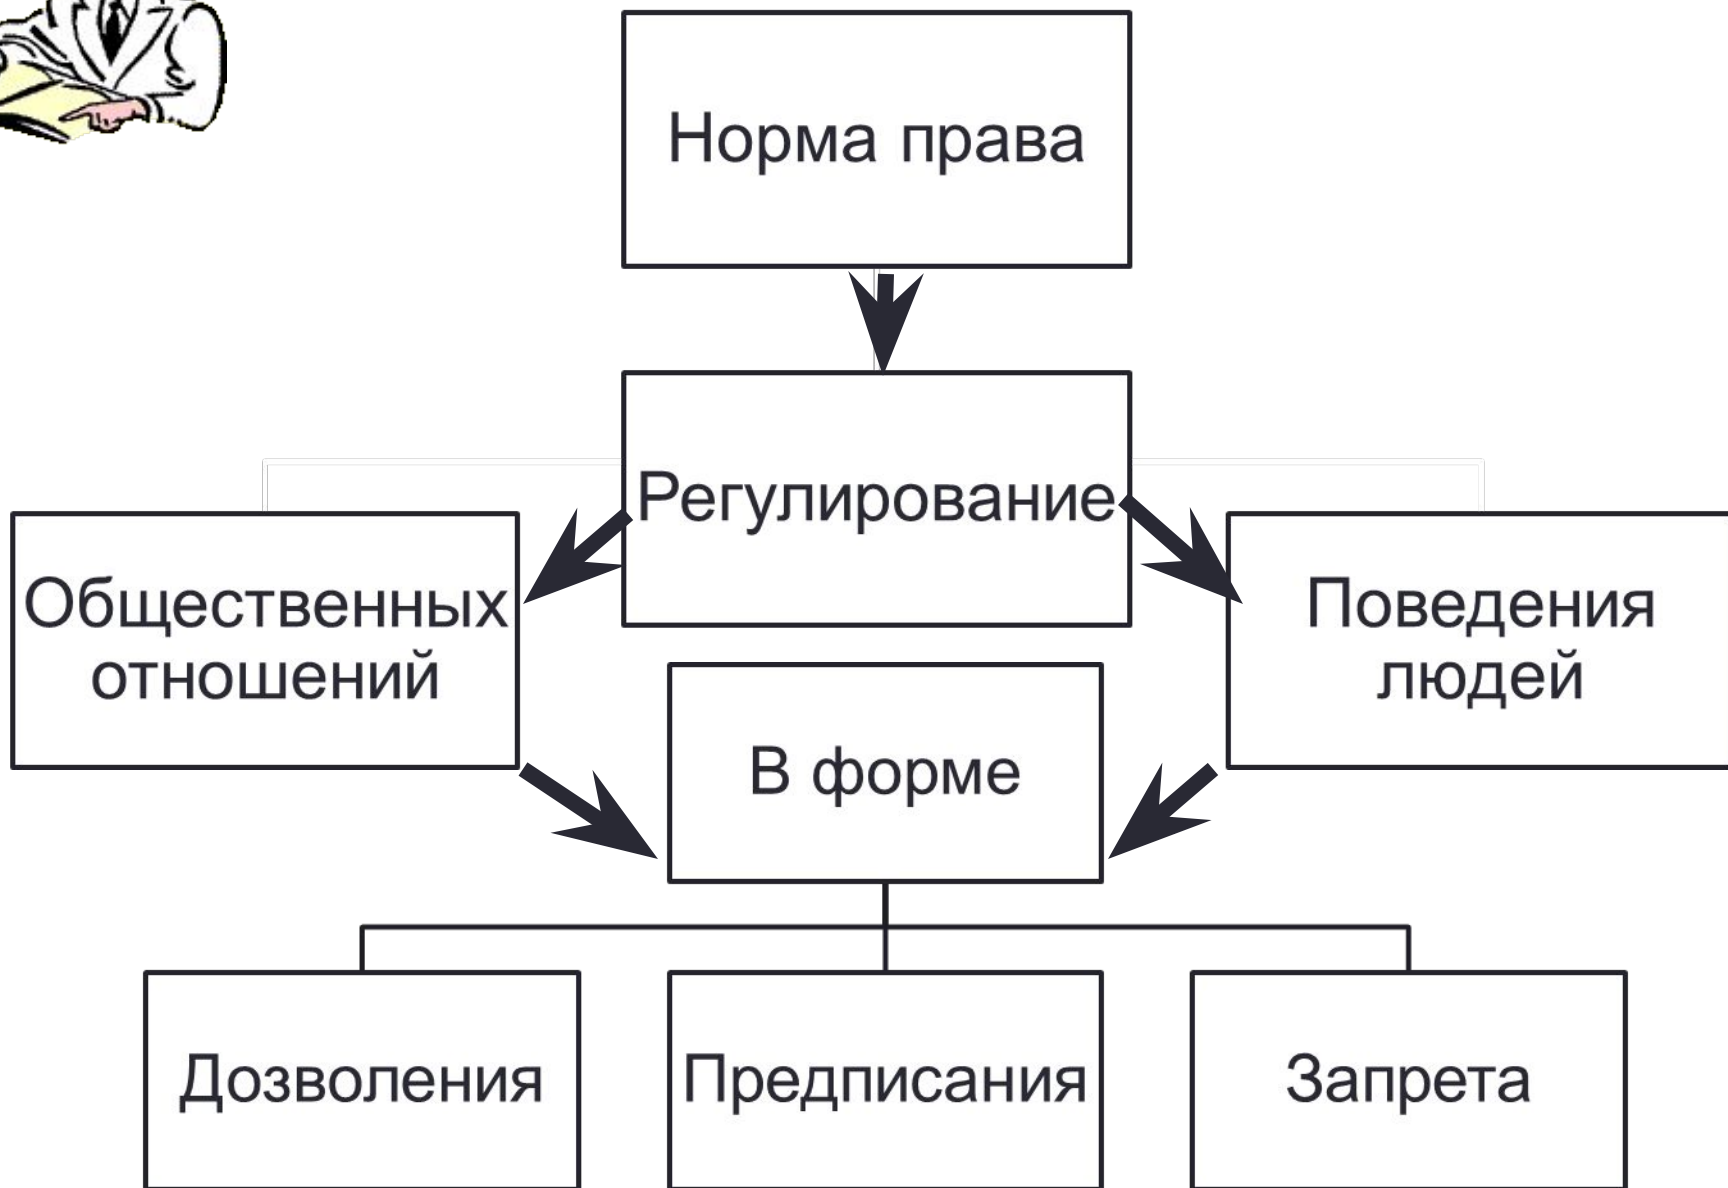 Норма права
Регулирование
Общественных
отношений
Поведения
людей
В форме
Дозволения
Предписания
Запрета